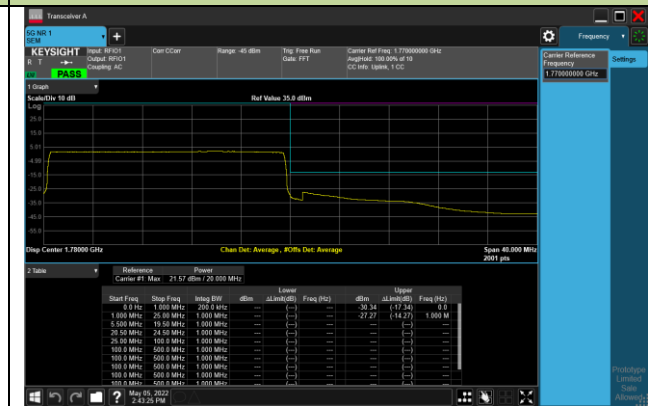 Transceiver A
5G NR 1
SEM
Frequency
KEYSIGHT
R T
PASS
Input: RFIO1
Output: RFIO1
Coupling: AC
Corr CCorr
Range: -45 dBm
Trig: Free Run
Gate: FFT
Carrier Ref Freq: 1.770000000 GHz
Avg|Hold: 100.00% of 10
CC Info: Uplink, 1 CC
Carrier Reference
Frequency
1.770000000 GHz
Settings
1 Graph
Scale/Div 10 dB
Ref Value 35.0 dBm
Log
25.0
15.0
5.01
-4.99
-15.0
-25.0
-35.0
-45.0
-55.0
Disp Center 1.78000 GHz
Chan Det: Average , #Offs Det: Average
Span 40.000 MHz
2001 pts
2 Table
Reference Power
Carrier #1 Max 21.57 dBm / 20.000 MHz
Lower Upper
Start Freq Stop Freq Integ BW dBm ΔLimit(dB) Freq (Hz) dBm ΔLimit(dB) Freq (Hz)
0.0 Hz 1.000 MHz 200.0 kHz --- (---) --- -30.34 (-17.34) 0.0
1.000 MHz 25.00 MHz 1.000 MHz --- (---) --- -27.27 (-14.27) 1.000 M
5.500 MHz 19.50 MHz 1.000 MHz --- (---) --- --- (---) ---
20.50 MHz 24.50 MHz 1.000 MHz --- (---) --- --- (---) ---
25.00 MHz 100.0 MHz 1.000 MHz --- (---) --- --- (---) ---
100.0 MHz 500.0 MHz 1.000 MHz --- (---) --- --- (---) ---
100.0 MHz 500.0 MHz 1.000 MHz --- (---) --- --- (---) ---
100.0 MHz 500.0 MHz 1.000 MHz --- (---) --- --- (---) ---
100.0 MHz 500.0 MHz 1.000 MHz --- (---) --- --- (---) ---
May 05, 2022
2:43:25 PM
Prototype
Limited
Sale
Allowed